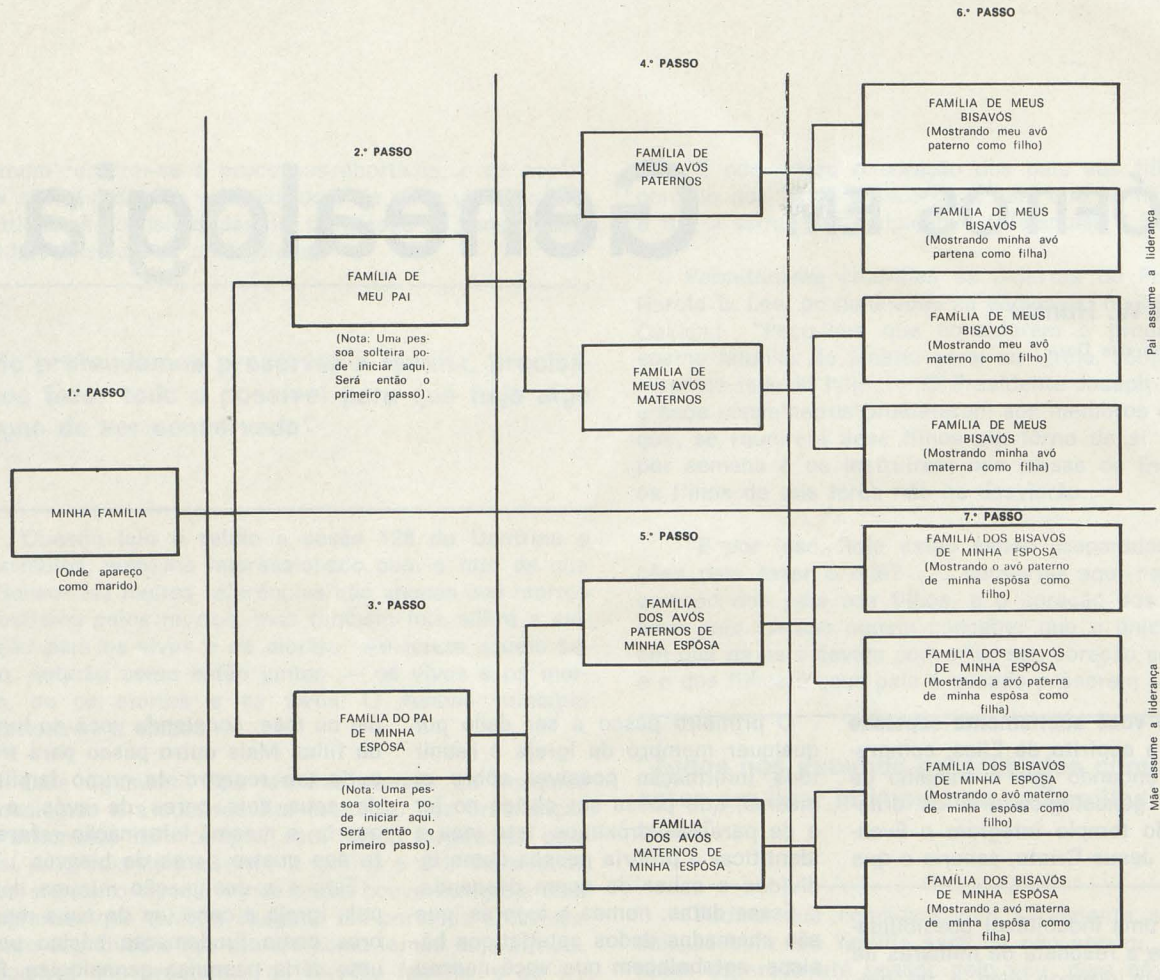 1.º PASSO
MINHA FAMÍLIA
(Onde apareço
como marido)
2.º PASSO
FAMÍLIA DE
MEU PAI
(Nota: Uma pes-
soa solteira po-
de iniciar aqui.
Será então o
primeiro passo).
3.º PASSO
FAMÍLIA DO PAI
DE MINHA
ESPÔSA
(Nota: Uma pes-
soa solteira po-
de iniciar aqui.
Será então o
primeiro passo).
4.º PASSO
FAMÍLIA DE
MEUS AVÓS
PATERNOS
FAMÍLIA DE
MEUS AVÓS
MATERNOS
5.º PASSO
FAMÍLIA
DOS AVÓS
PATERNOS DE
MINHA ESPÔSA
FAMÍLIA
DOS AVÓS
MATERNOS DE
MINHA ESPÔSA
6.º PASSO
FAMÍLIA DE MEUS
BISAVÓS
(Mostrando meu avô
paterno como filho)
FAMÍLIA DE MEUS
BISAVÓS
(Mostrando minha avó
partena como filha)
FAMÍLIA DE MEUS
BISAVÓS
(Mostrando meu avô
materno como filho)
FAMÍLIA DE MEUS
BISAVÓS
(Mostrando minha avó
materna como filha)
Pai assume a liderança
7.º PASSO
FAMÍLIA DOS BISAVÓS
DE MINHA ESPÔSA
(Mostrando o avô paterno
de minha espôsa como
filho)
FAMÍLIA DOS BISAVÓS
DE MINHA ESPÔSA
(Mostrando a avó paterna
de minha espôsa como
filha)
FAMÍLIA DOS BISAVÓS
DE MINHA ESPÔSA
(Mostrando o avô materno
de minha espôsa como
filho)
FAMÍLIA DOS BISAVÓS
DE MINHA ESPÔSA
(Mostrando a avó materna
de minha espôsa como
filha)
Mãe assume a liderança